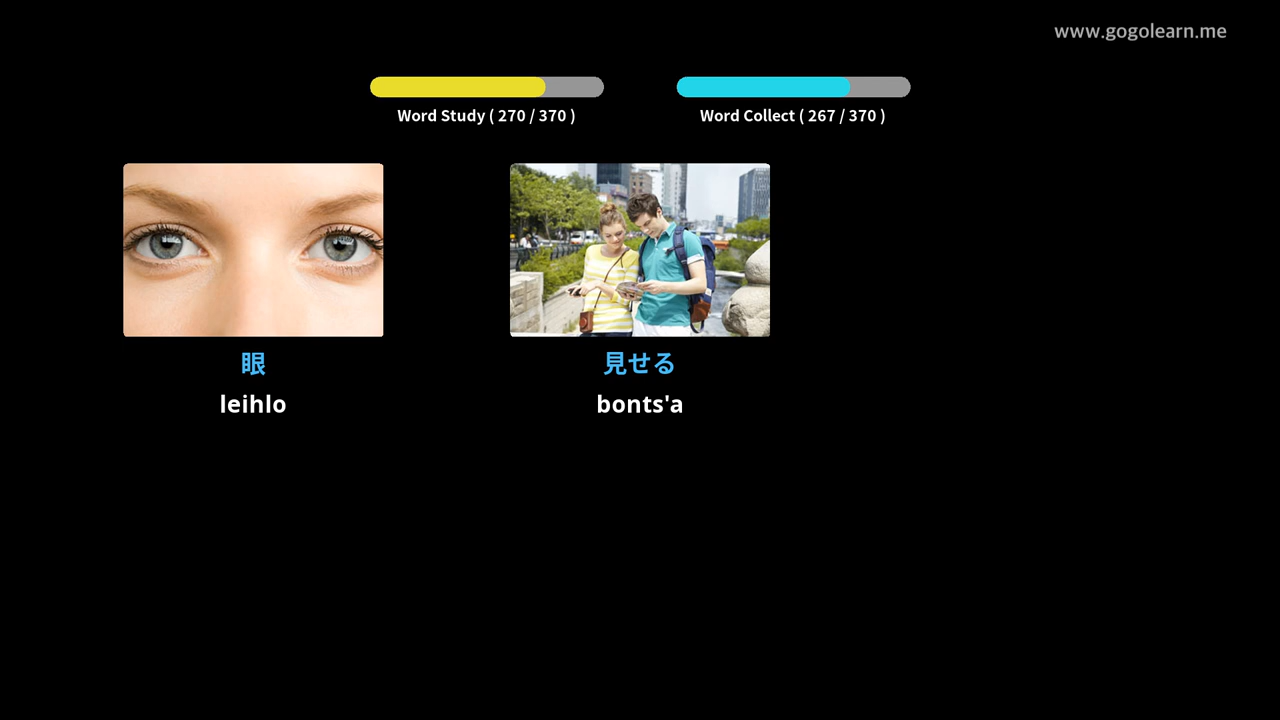 www.gogolearn.me
Word Study ( 270 / 370 )
Word Collect ( 267 / 370 )
眼
leihlo
見せる
bonts'a